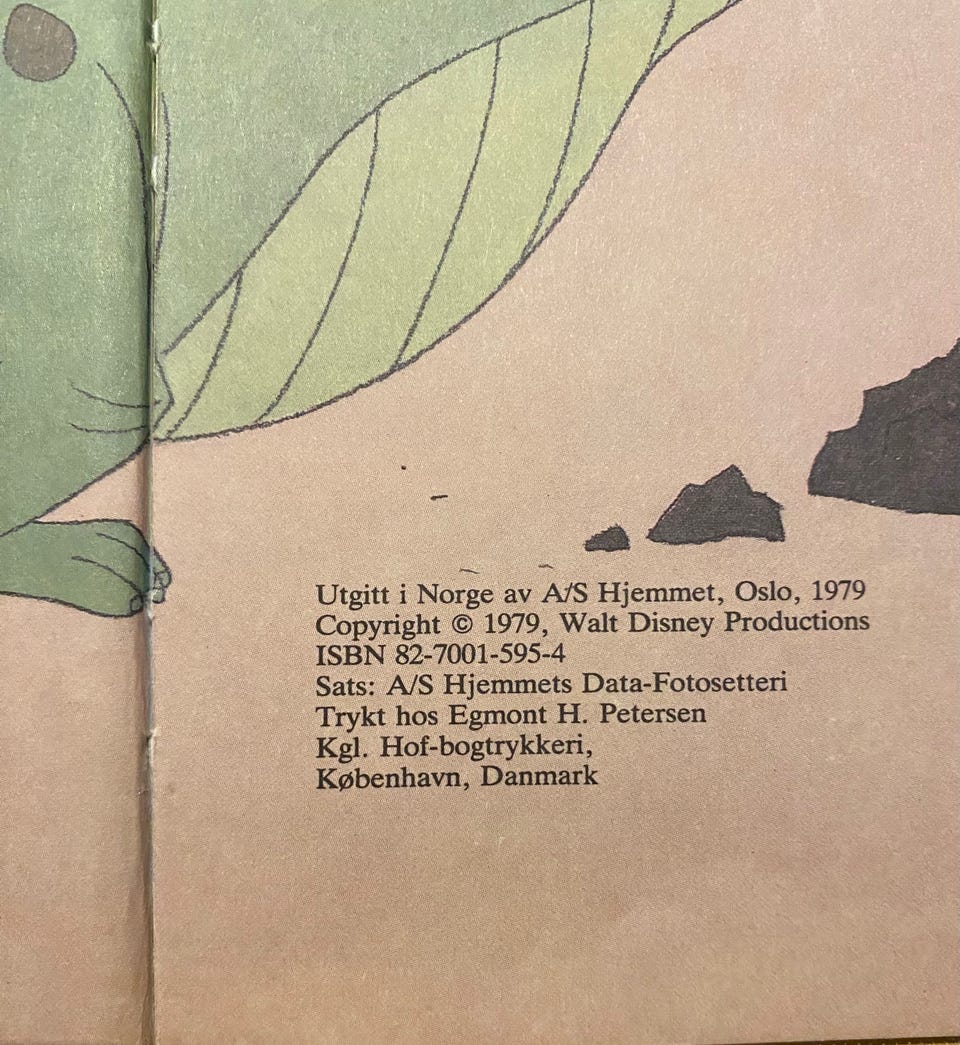 Utgitt i Norge av A/S Hjemmet, Oslo, 1979
Copyright © 1979, Walt Disney Productions
ISBN 82-7001-595-4
Sats: A/S Hjemmets Data-Fotosetteri
Trykt hos Egmont H. Petersen
Kgl. Hof-bogtrykkeri,
København, Danmark